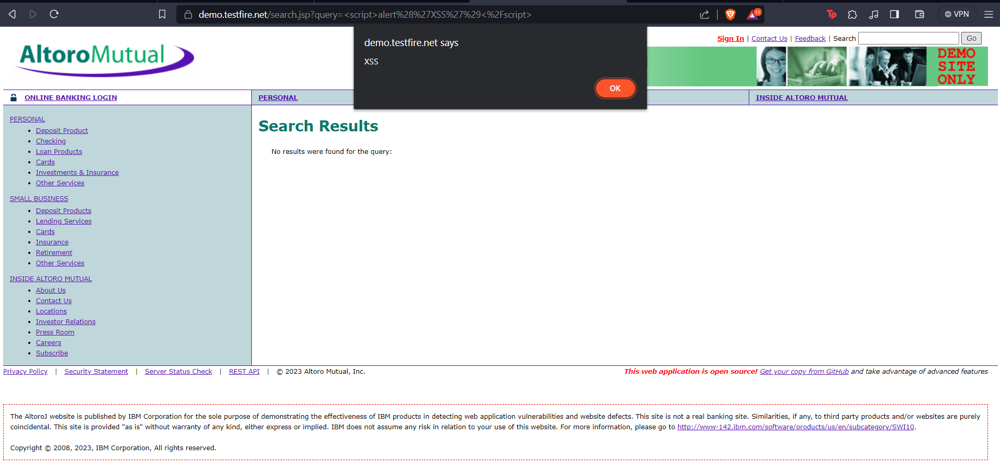 demo.testfire.net/search.jsp?query=<script>alert%28%27XSS%27%29<%2Fscript>
11
Tp
VPN
demo.testfire.net says
XSS
OK
AltoroMutual
Sign In | Contact Us | Feedback | Search
Go
DEMO
SITE
ONLY
ONLINE BANKING LOGIN
PERSONAL
INSIDE ALTORO MUTUAL
PERSONAL
Deposit Product
Checking
Loan Products
Cards
Investments & Insurance
Other Services
SMALL BUSINESS
Deposit Products
Lending Services
Cards
Insurance
Retirement
Other Services
INSIDE ALTORO MUTUAL
About Us
Contact Us
Locations
Investor Relations
Press Room
Careers
Subscribe
Search Results
No results were found for the query:
Privacy Policy | Security Statement | Server Status Check | REST API | © 2023 Altoro Mutual, Inc.
This web application is open source! Get your copy from GitHub and take advantage of advanced features
The AltoroJ website is published by IBM Corporation for the sole purpose of demonstrating the effectiveness of IBM products in detecting web application vulnerabilities and website defects. This site is not a real banking site. Similarities, if any, to third party products and/or websites are purely
coincidental. This site is provided "as is" without warranty of any kind, either express or implied. IBM does not assume any risk in relation to your use of this website. For more information, please go to http://www-142.ibm.com/software/products/us/en/subcategory/SWI10.
Copyright © 2008, 2023, IBM Corporation, All rights reserved.